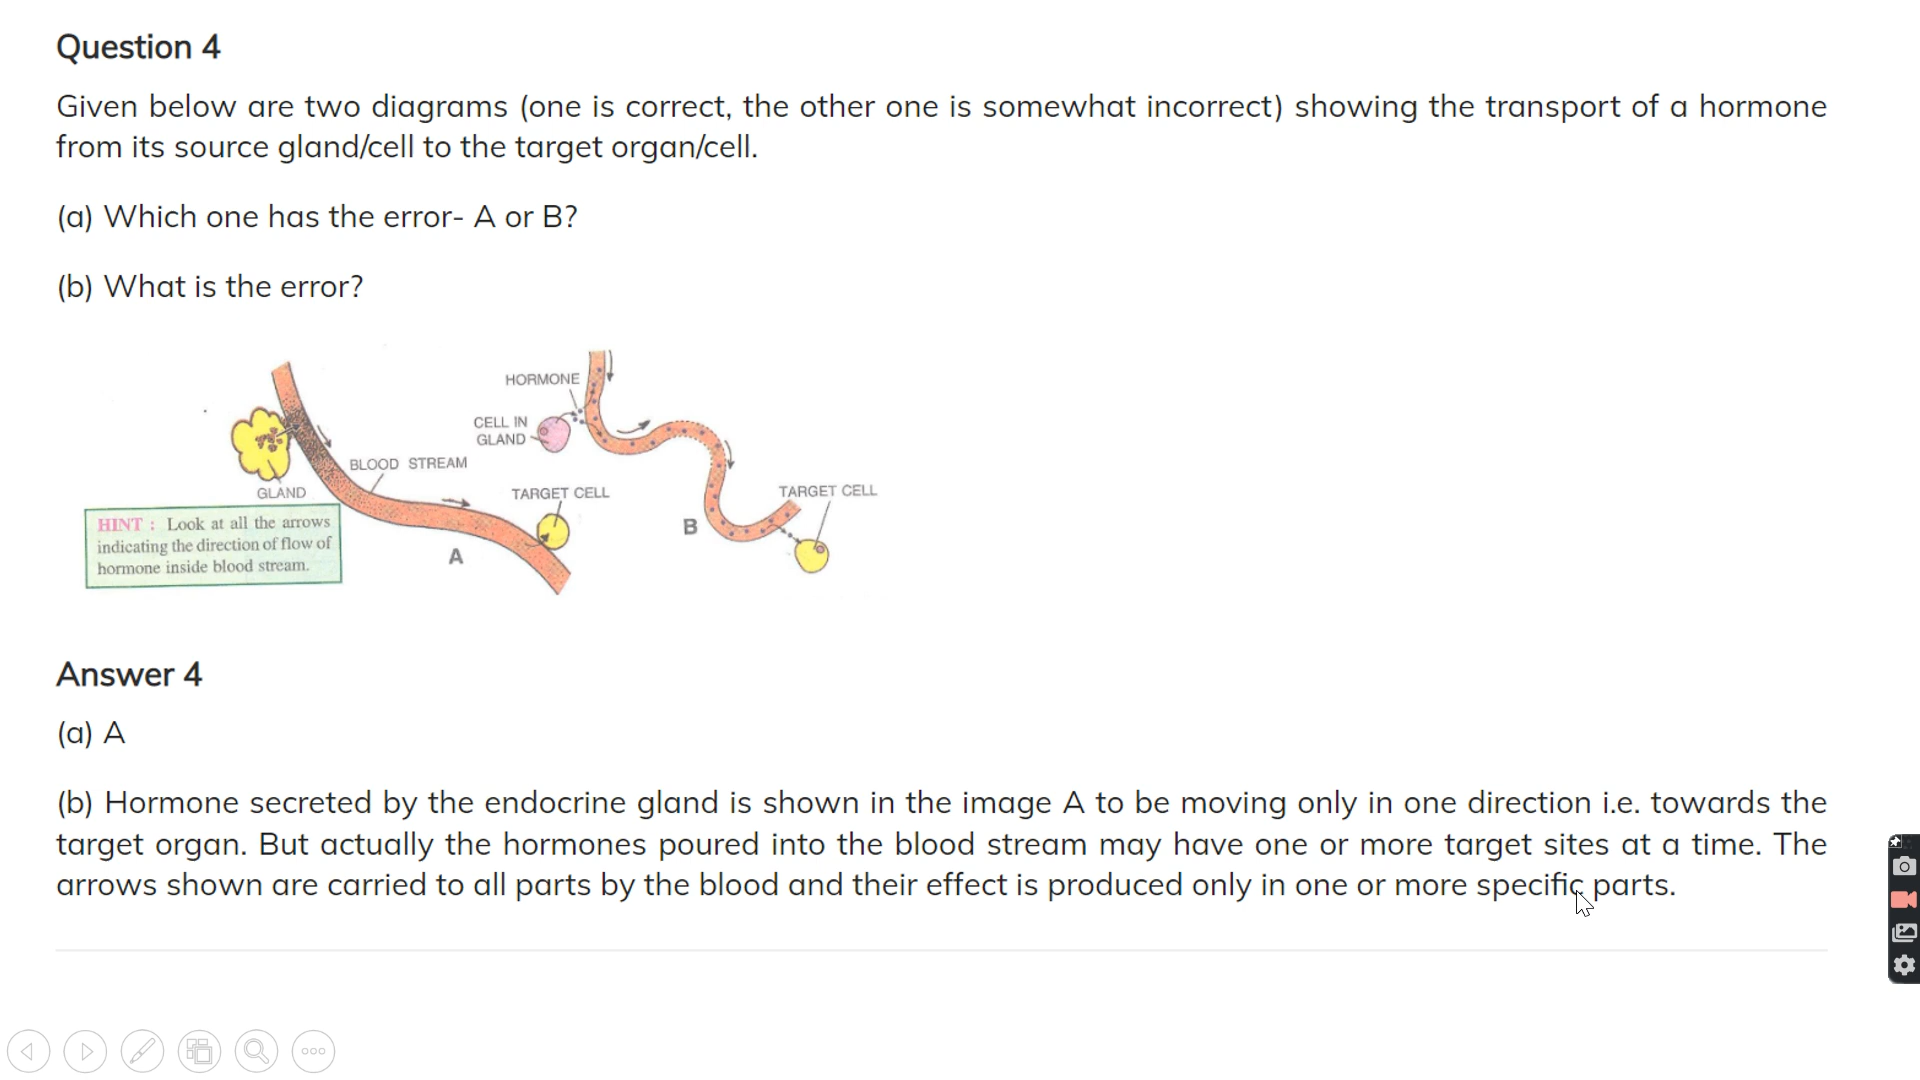 Question 4
Given below are two diagrams (one is correct, the other one is somewhat incorrect) showing the transport of a hormone
from its source gland/cell to the target organ/cell.
(a) Which one has the error- A or B?
(b) What is the error?
HORMONE
CELL IN
GLAND
BLOOD STREAM
GLAND
TARGET CELL
TARGET CELL
HINT : Look at all the arrows
indicating the direction of flow of
hormone inside blood stream.
A
B
Answer 4
(a) A
(b) Hormone secreted by the endocrine gland is shown in the image A to be moving only in one direction i.e. towards the
target organ. But actually the hormones poured into the blood stream may have one or more target sites at a time. The
arrows shown are carried to all parts by the blood and their effect is produced only in one or more specific parts.